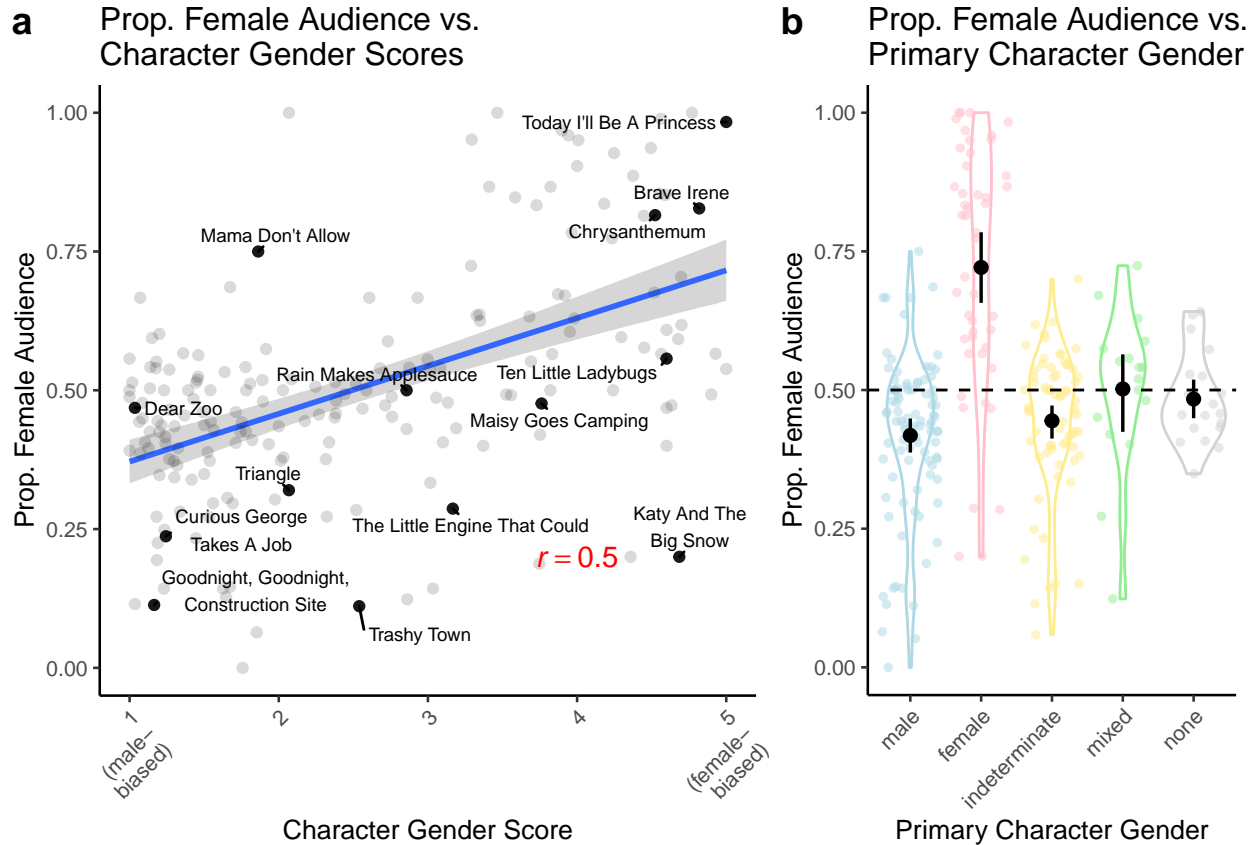 a
Prop. Female Audience vs.
Character Gender Scores
Prop. Female Audience
1.00
0.75
0.50
0.25
0.00
Today I'll Be A Princess
Brave Irene
Chrysanthemum
Mama Don't Allow
Rain Makes Applesauce
Ten Little Ladybugs
Dear Zoo
Maisy Goes Camping
Triangle
Curious George
Takes A Job
The Little Engine That Could
Katy And The
Big Snow
r = 0.5
Goodnight, Goodnight,
Construction Site
Trashy Town
1
2
3
4
5
(male–
biased)
(female–
biased)
Character Gender Score
b
Prop. Female Audience vs.
Primary Character Gender
Prop. Female Audience
1.00
0.75
0.50
0.25
0.00
male
female
indeterminate
mixed
none
Primary Character Gender